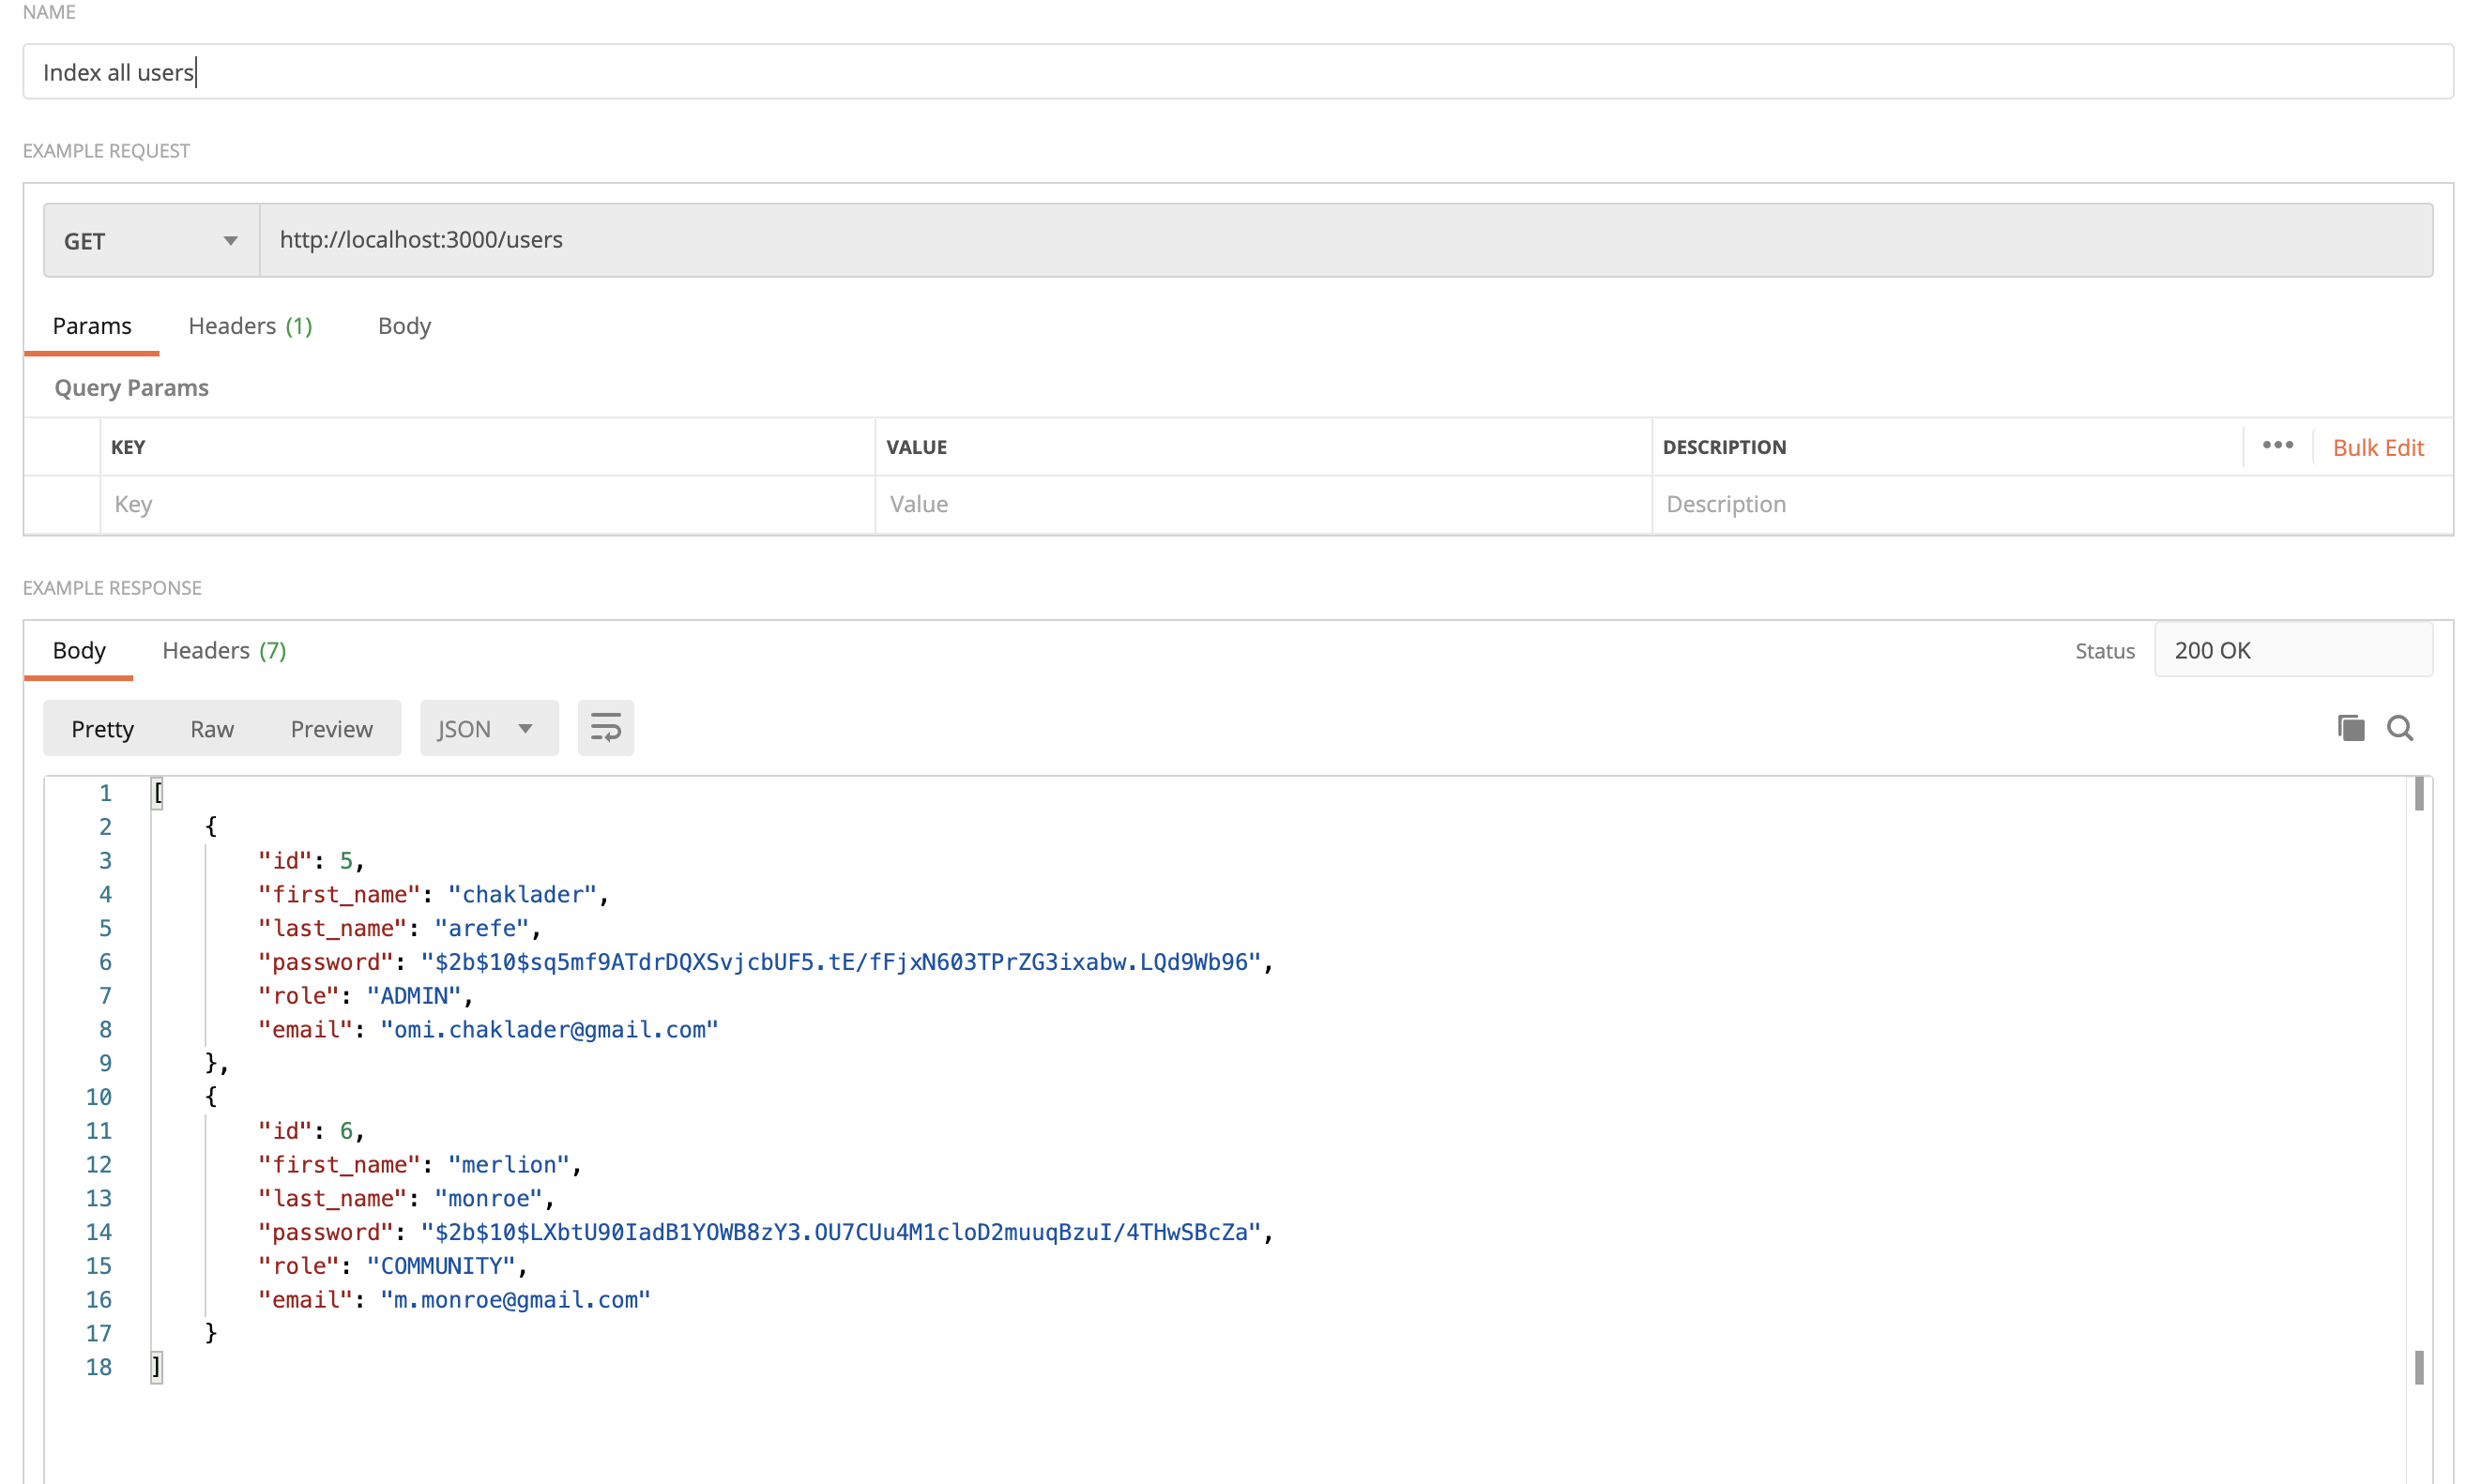 NAME
Index all users
EXAMPLE REQUEST
GET http://localhost:3000/users
Params Headers (1) Body
Query Params
KEY VALUE DESCRIPTION ••• Bulk Edit
Key Value Description
EXAMPLE RESPONSE
Body Headers (7) Status 200 OK
Pretty Raw Preview JSON
1 [
2 {
3 "id": 5,
4 "first_name": "chaklader",
5 "last_name": "arefe",
6 "password": "$2b$10$sq5mf9ATdrDQXSvjcbUF5.tE/fFjxN603TPrZG3ixabw.LQd9Wb96",
7 "role": "ADMIN",
8 "email": "omi.chaklader@gmail.com"
9 },
10 {
11 "id": 6,
12 "first_name": "merlion",
13 "last_name": "monroe",
14 "password": "$2b$10$LXbtU90IadB1YOWB8zY3.OU7CUu4M1cloD2muuqBzuI/4THwSBcZa",
15 "role": "COMMUNITY",
16 "email": "m.monroe@gmail.com"
17 }
18 ]